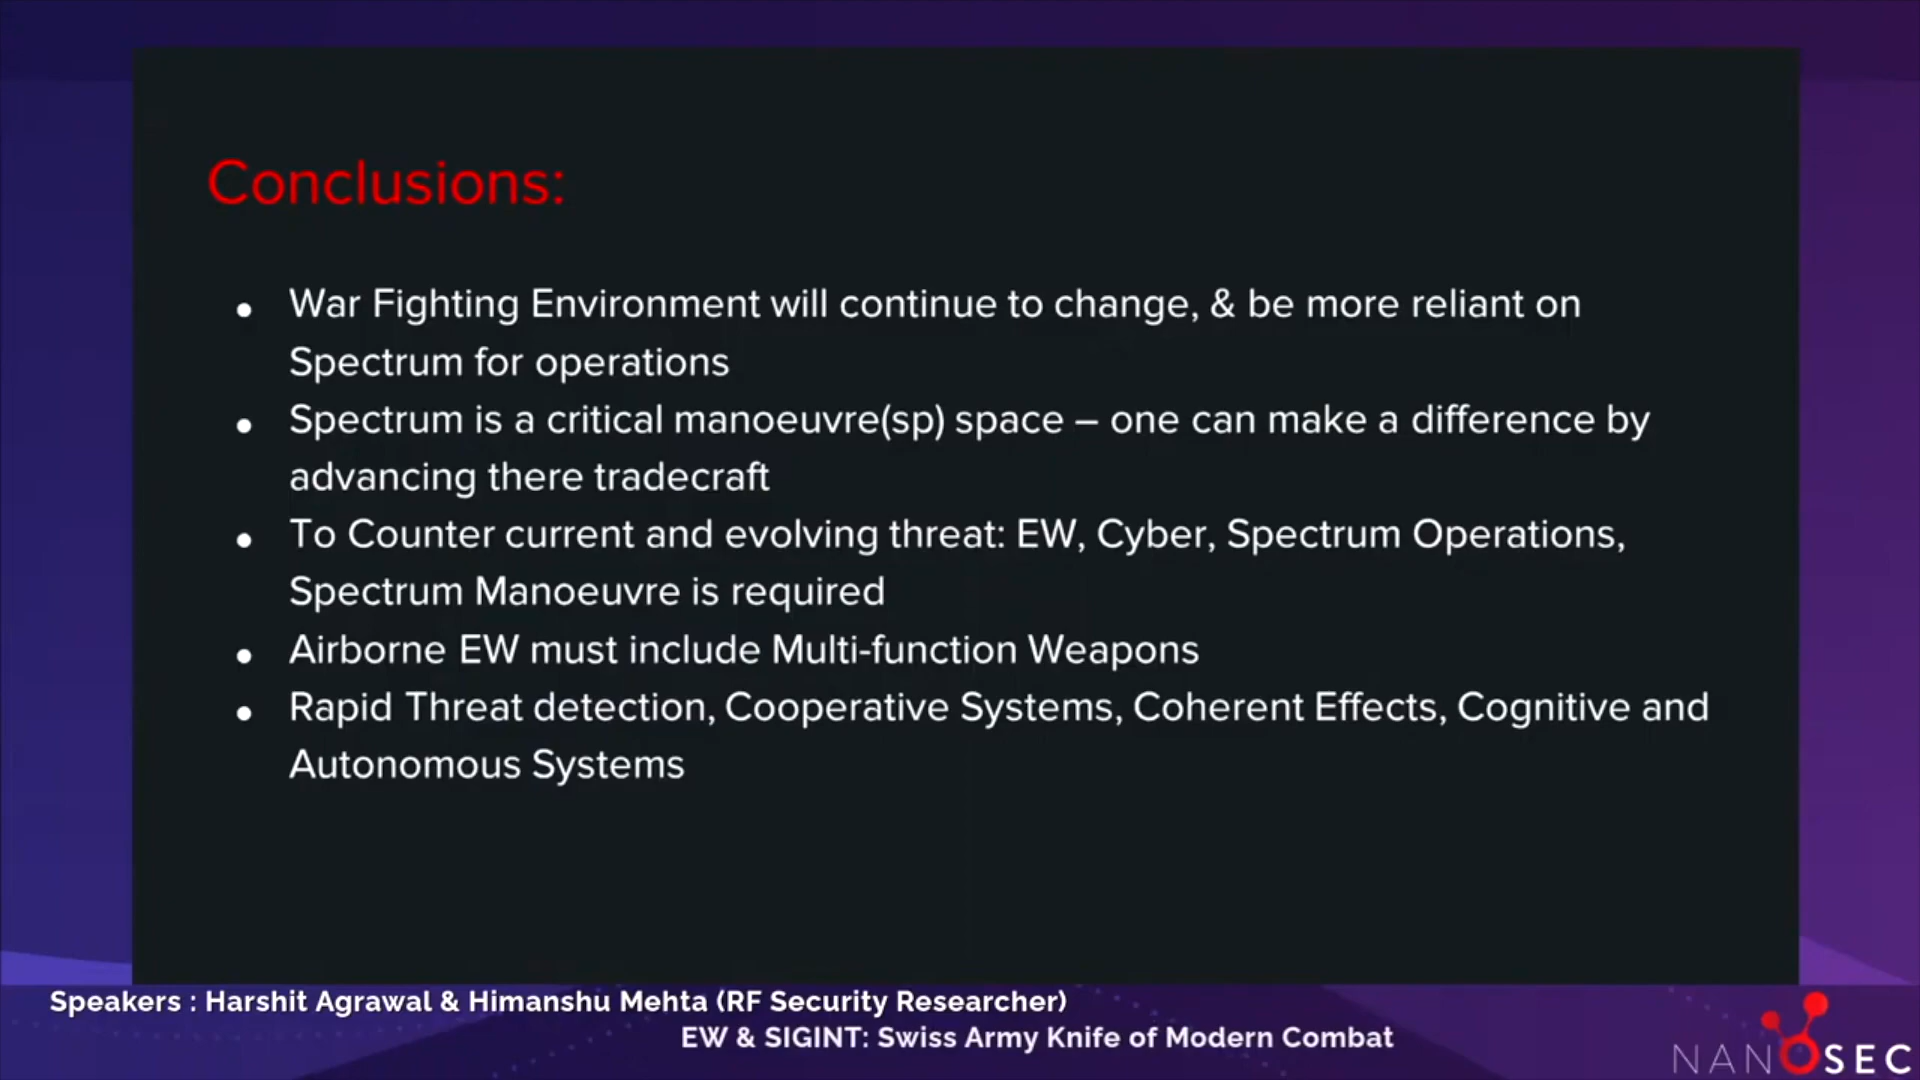 Conclusions:
● War Fighting Environment will continue to change, & be more reliant on
Spectrum for operations
● Spectrum is a critical manoeuvre(sp) space – one can make a difference by
advancing there tradecraft
● To Counter current and evolving threat: EW, Cyber, Spectrum Operations,
Spectrum Manoeuvre is required
● Airborne EW must include Multi-function Weapons
● Rapid Threat detection, Cooperative Systems, Coherent Effects, Cognitive and
Autonomous Systems
Speakers : Harshit Agrawal & Himanshu Mehta (RF Security Researcher)
EW & SIGINT: Swiss Army Knife of Modern Combat
NANOSEC